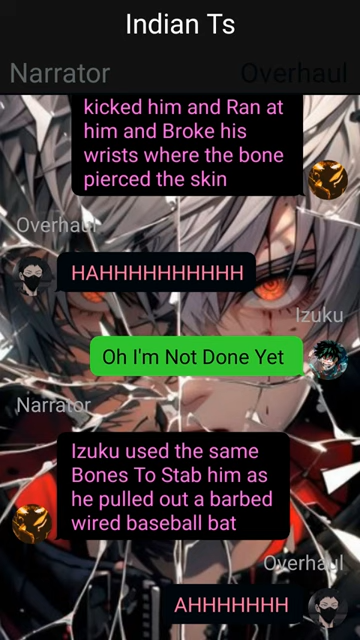 Indian Ts
Narrator
Overhaul
kicked him and Ran at
him and Broke his
wrists where the bone
pierced the skin
Overhaul
HAHHHHHHHHHH
Izuku
Oh I'm Not Done Yet
Narrator
Izuku used the same
Bones To Stab him as
he pulled out a barbed
wired baseball bat
Overhaul
AHHHHHHH